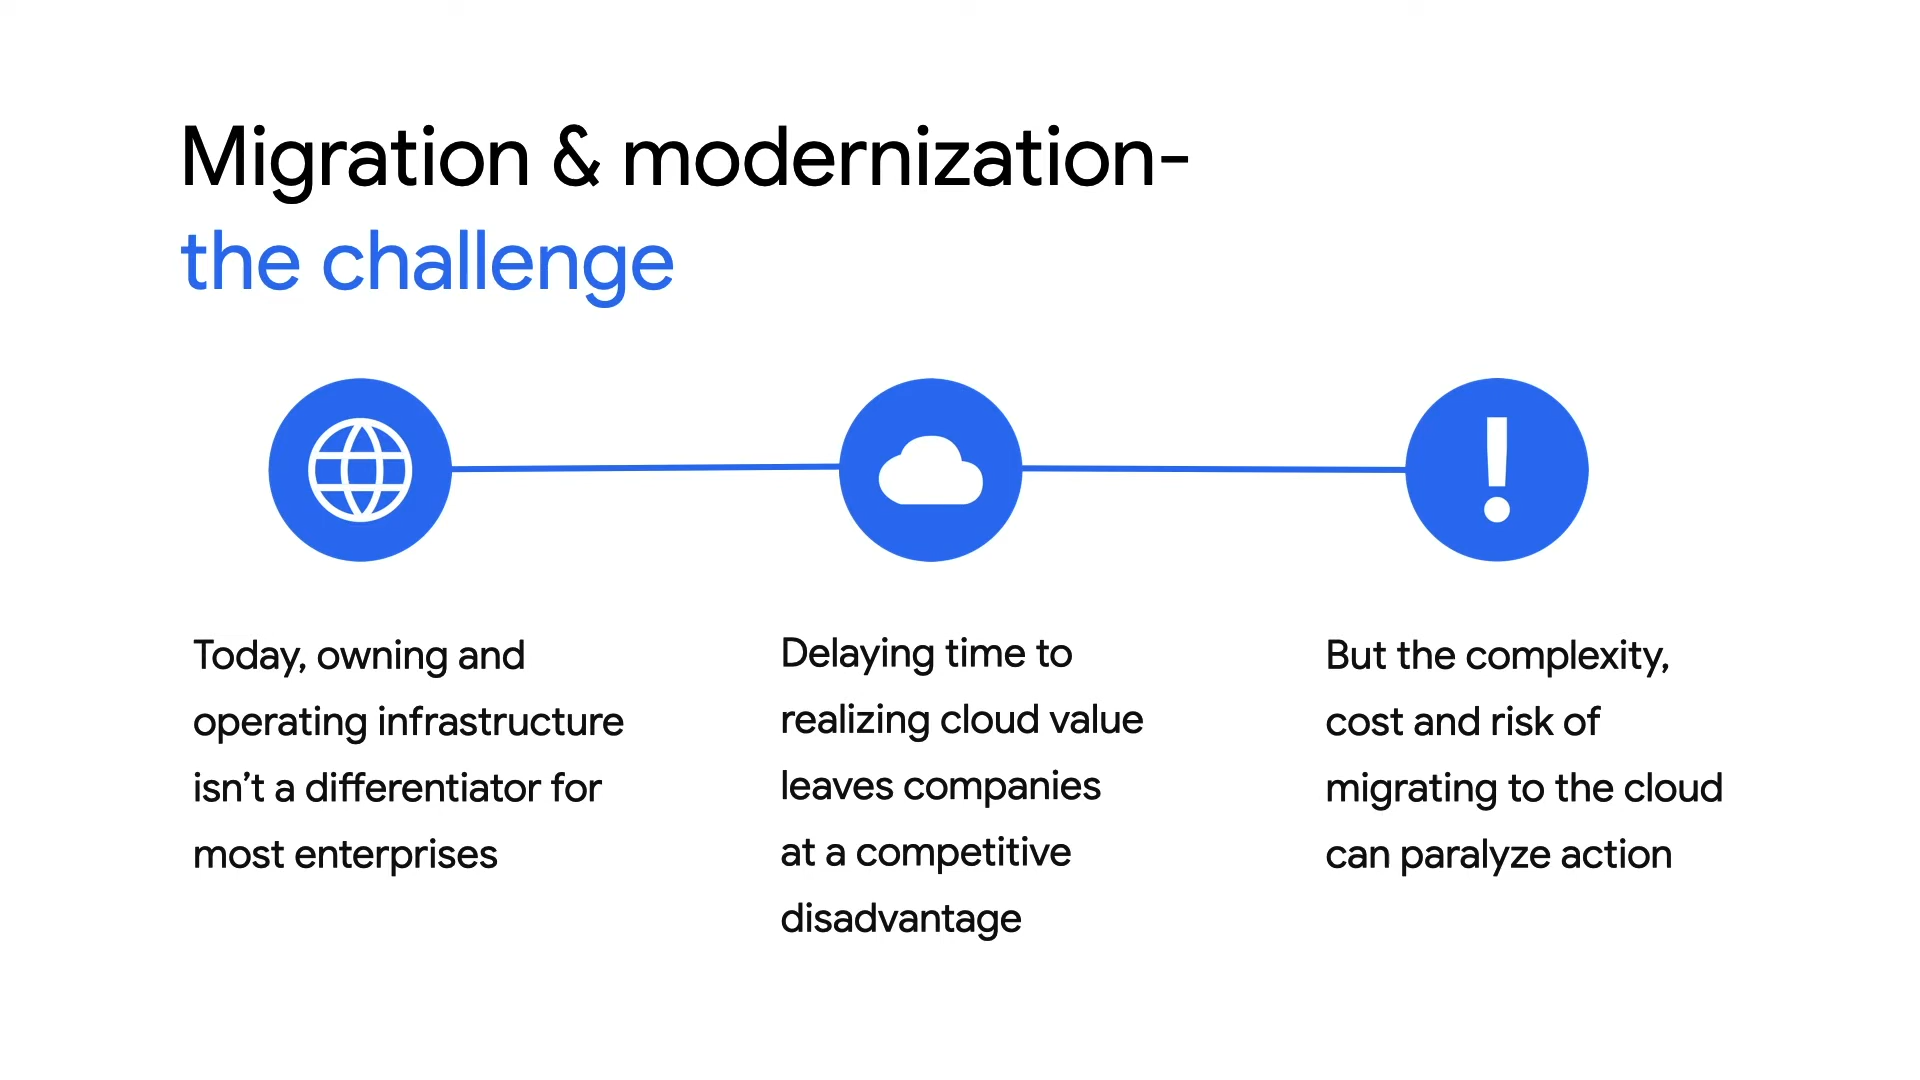 Migration & modernization-
the challenge
Today, owning and
operating infrastructure
isn’t a differentiator for
most enterprises
Delaying time to
realizing cloud value
leaves companies
at a competitive
disadvantage
But the complexity,
cost and risk of
migrating to the cloud
can paralyze action